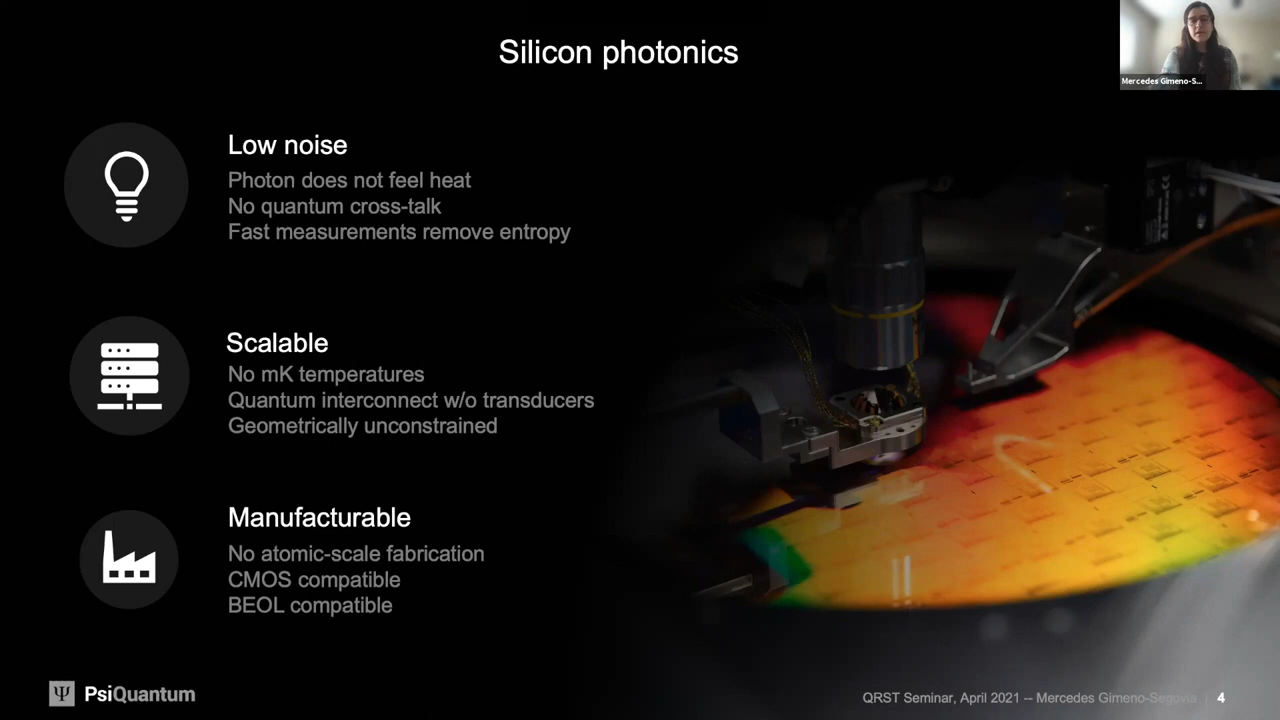 Silicon photonics
Mercedes Gimeno-S...
Low noise
Photon does not feel heat
No quantum cross-talk
Fast measurements remove entropy
Scalable
No mK temperatures
Quantum interconnect w/o transducers
Geometrically unconstrained
Manufacturable
No atomic-scale fabrication
CMOS compatible
BEOL compatible
Ψ PsiQuantum
QRST Seminar, April 2021 -- Mercedes Gimeno-Segovia | 4